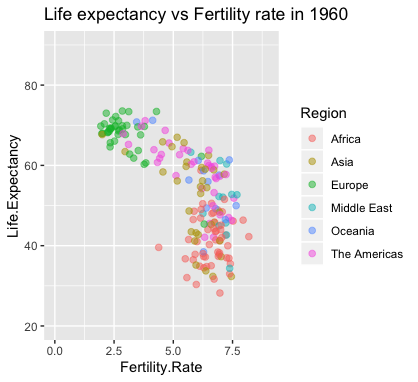 Life expectancy vs Fertility rate in 1960
80
60
40
20
0.0 2.5 5.0 7.5
Fertility.Rate
Life.Expectancy
Region
Africa
Asia
Europe
Middle East
Oceania
The Americas